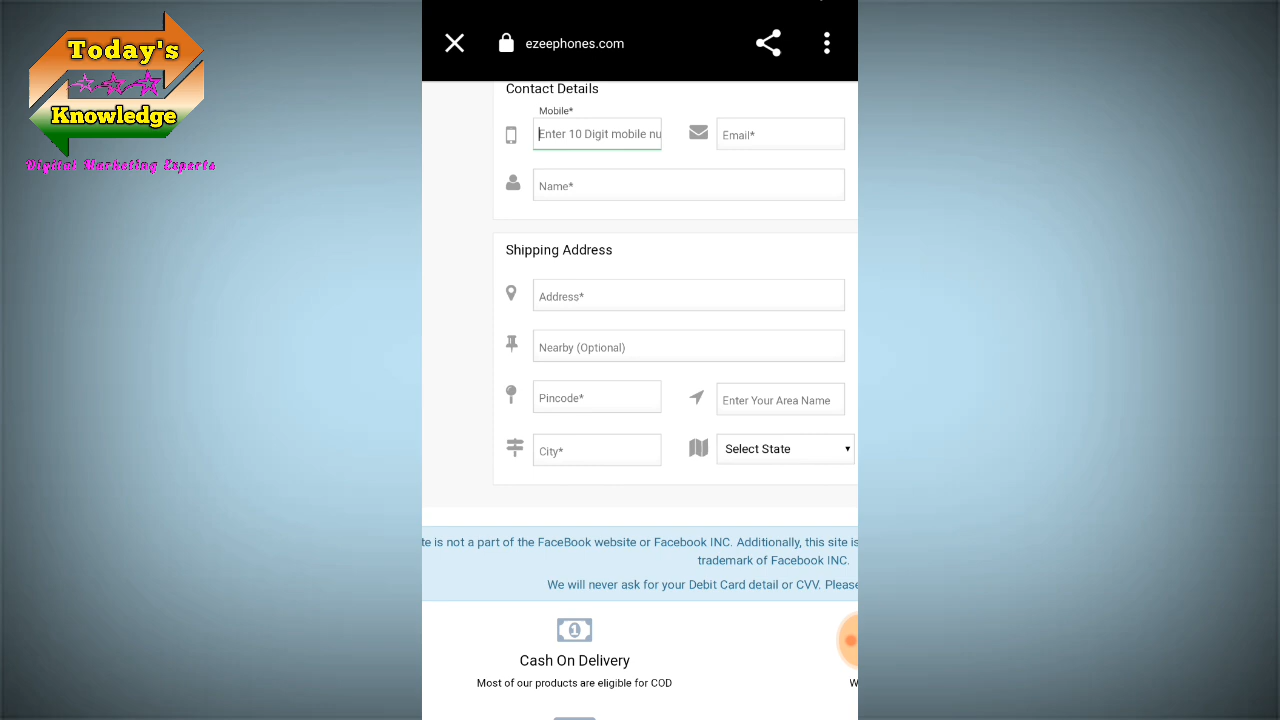 Today's
Knowledge
Digital Marketing Experts
ezeephones.com
Contact Details
Mobile*
Enter 10 Digit mobile nu
Email*
Name*
Shipping Address
Address*
Nearby (Optional)
Pincode*
Enter Your Area Name
City*
Select State
te is not a part of the FaceBook website or Facebook INC. Additionally, this site is
trademark of Facebook INC.
We will never ask for your Debit Card detail or CVV. Please
1
Cash On Delivery
Most of our products are eligible for COD
W